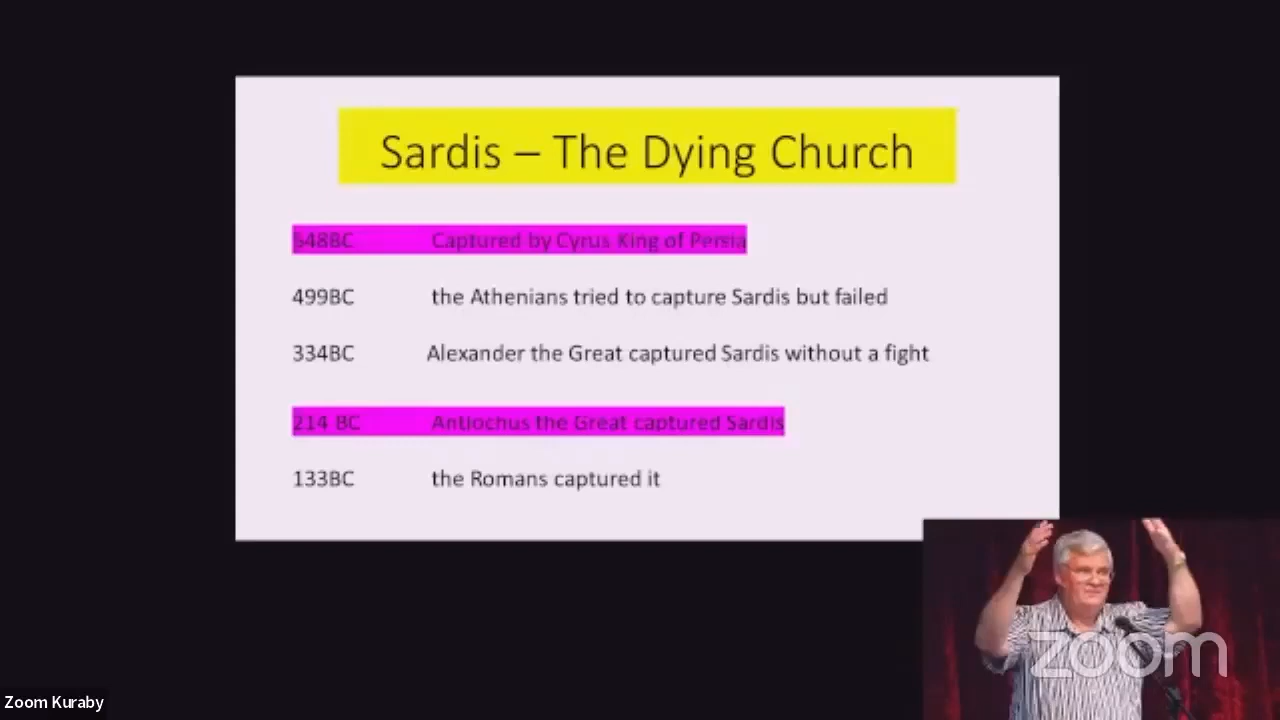 Sardis – The Dying Church
548BC Captured by Cyrus King of Persia
499BC the Athenians tried to capture Sardis but failed
334BC Alexander the Great captured Sardis without a fight
214 BC Antiochus the Great captured Sardis
133BC the Romans captured it
zoom
Zoom Kuraby